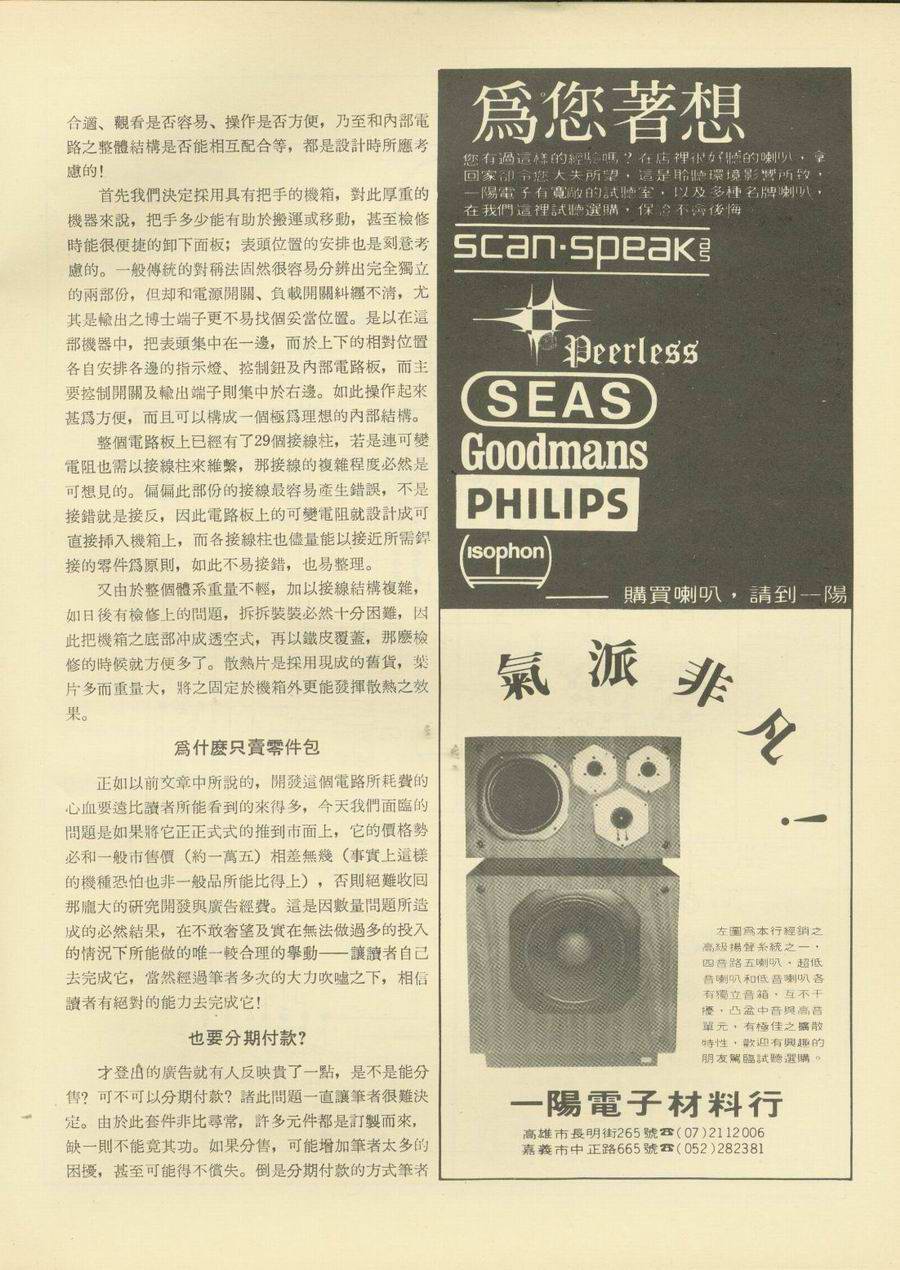 合適、觀看是否容易、操作是否方便，乃至和內部電
路之整體結構是否能相互配合等，都是設計時所應考
慮的！
首先我們決定採用具有把手的機箱，對此厚重的
機器來說，把手多少能有助於搬運或移動，甚至檢修
時能很便捷的卸下面板；表頭位置的安排也是刻意考
慮的。一般傳統的對稱法固然很容易分辨出完全獨立
的兩部份，但却和電源開關、負載開關糾纒不清，尤
其是輸出之博士端子更不易找個妥當位置。是以在這
部機器中，把表頭集中在一邊，而於上下的相對位置
各自安排各邊的指示燈、控制鈕及內部電路板，而主
要控制開關及輸出端子則集中於右邊。如此操作起來
甚爲方便，而且可以構成一個極爲理想的內部結構。
整個電路板上已經有了29個接線柱，若是連可變
電阻也需以接線柱來維繫，那接線的複雜程度必然是
可想見的。偏偏此部份的接線最容易產生錯誤，不是
接錯就是接反，因此電路板上的可變電阻就設計成可
直接挿入機箱上，而各接線柱也儘量能以接近所需銲
接的零件爲原則，如此不易接錯，也易整理。
又由於整個體系重量不輕，加以接線結構複雜，
如日後有檢修上的問題，拆拆裝裝必然十分困難，因
此把機箱之底部冲成透空式，再以鐵皮覆蓋，那麼檢
修的時候就方便多了。散熱片是採用現成的舊貨，葉
片多而重量大，將之固定於機箱外更能發揮散熱之效
果。
爲什麼只賣零件包
正如以前文章中所說的，開發這個電路所耗費的
心血要遠比讀者所能看到的來得多，今天我們面臨的
問題是如果將它正正式式的推到市面上，它的價格勢
必和一般市售價（約一萬五）相差無幾（事實上這樣
的機種恐怕也非一般品所能比得上），否則絕難收回
那龐大的研究開發與廣告經費。這是因數量問題所造
成的必然結果，在不敢奢望及實在無法做過多的投入
的情況下所能做的唯一較合理的擧動——讓讀者自己
去完成它，當然經過筆者多次的大力吹噓之下，相信
讀者有絕對的能力去完成它！
也要分期付款？
才登出的廣告就有人反映貴了一點，是不是能分
售？可不可以分期付款？諸此問題一直讓筆者很難決
定。由於此套件非比尋常，許多元件都是訂製而來，
缺一則不能竟其功。如果分售，可能增加筆者太多的
困擾，甚至可能得不償失。倒是分期付款的方式筆者
爲您著想
您有過這樣的經驗嗎？在店裡很好聽的喇叭，拿
回家卻令您大失所望，這是聆聽環境影響所致，
一陽電子有寬敞的試聽室，以及多種名牌喇叭，
在我們這裡試聽選購，保證不會後悔
scan·speak as
Peerless
SEAS
Goodmans
PHILIPS
isophon
——購買喇叭，請到一陽
氣派非凡！
左圖爲本行經銷之
高級揚聲系統之一，
四音路五喇叭、超低
音喇叭和低音喇叭各
有獨立音箱，互不干
擾，凸盆中音與高音
單元，有極佳之擴散
特性，歡迎有興趣的
朋友駕臨試聽選購。
一陽電子材料行
高雄市長明街265號☎(07)2112006
嘉義市中正路665號☎(052)282381